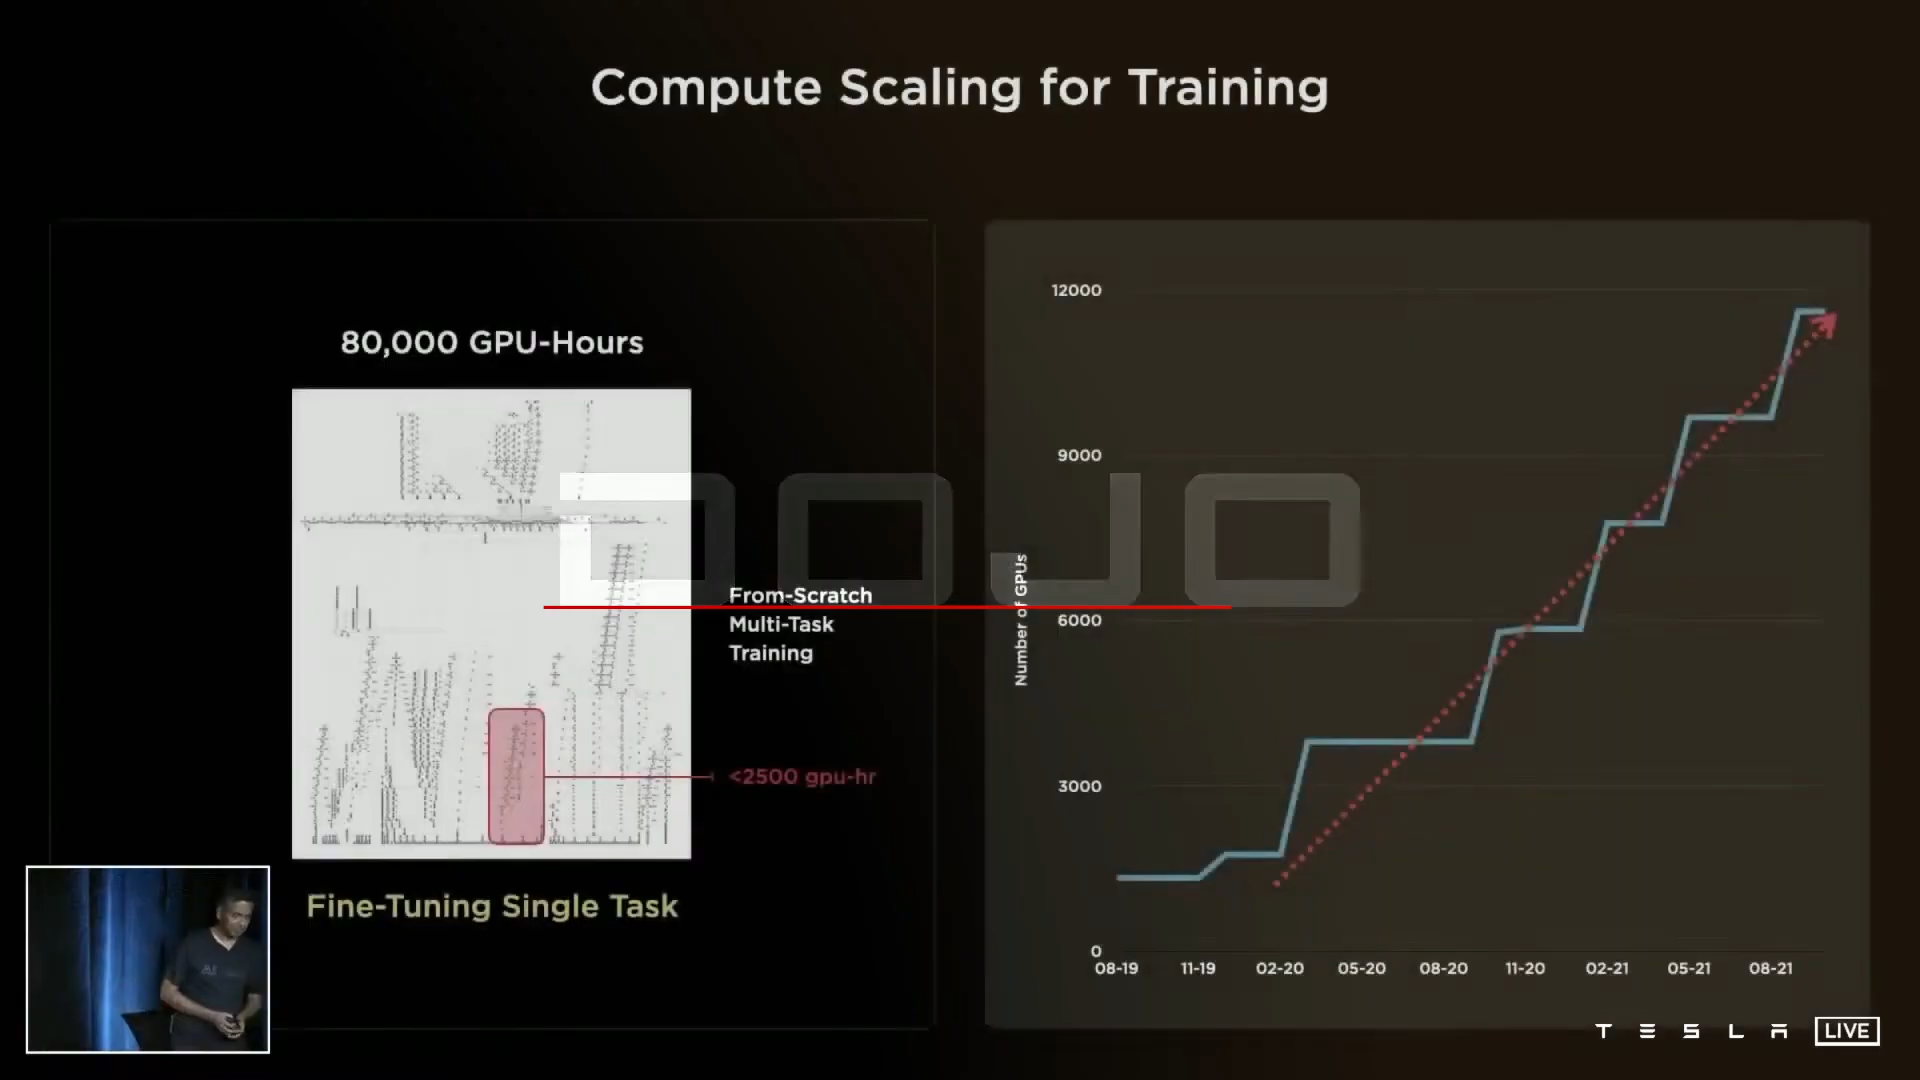 Compute Scaling for Training
80,000 GPU-Hours
From-Scratch
Multi-Task
Training
<2500 gpu-hr
Fine-Tuning Single Task
DOJO
Number of GPUs
12000
9000
6000
3000
0
08-19 11-19 02-20 05-20 08-20 11-20 02-21 05-21 08-21
AI
TESLA LIVE